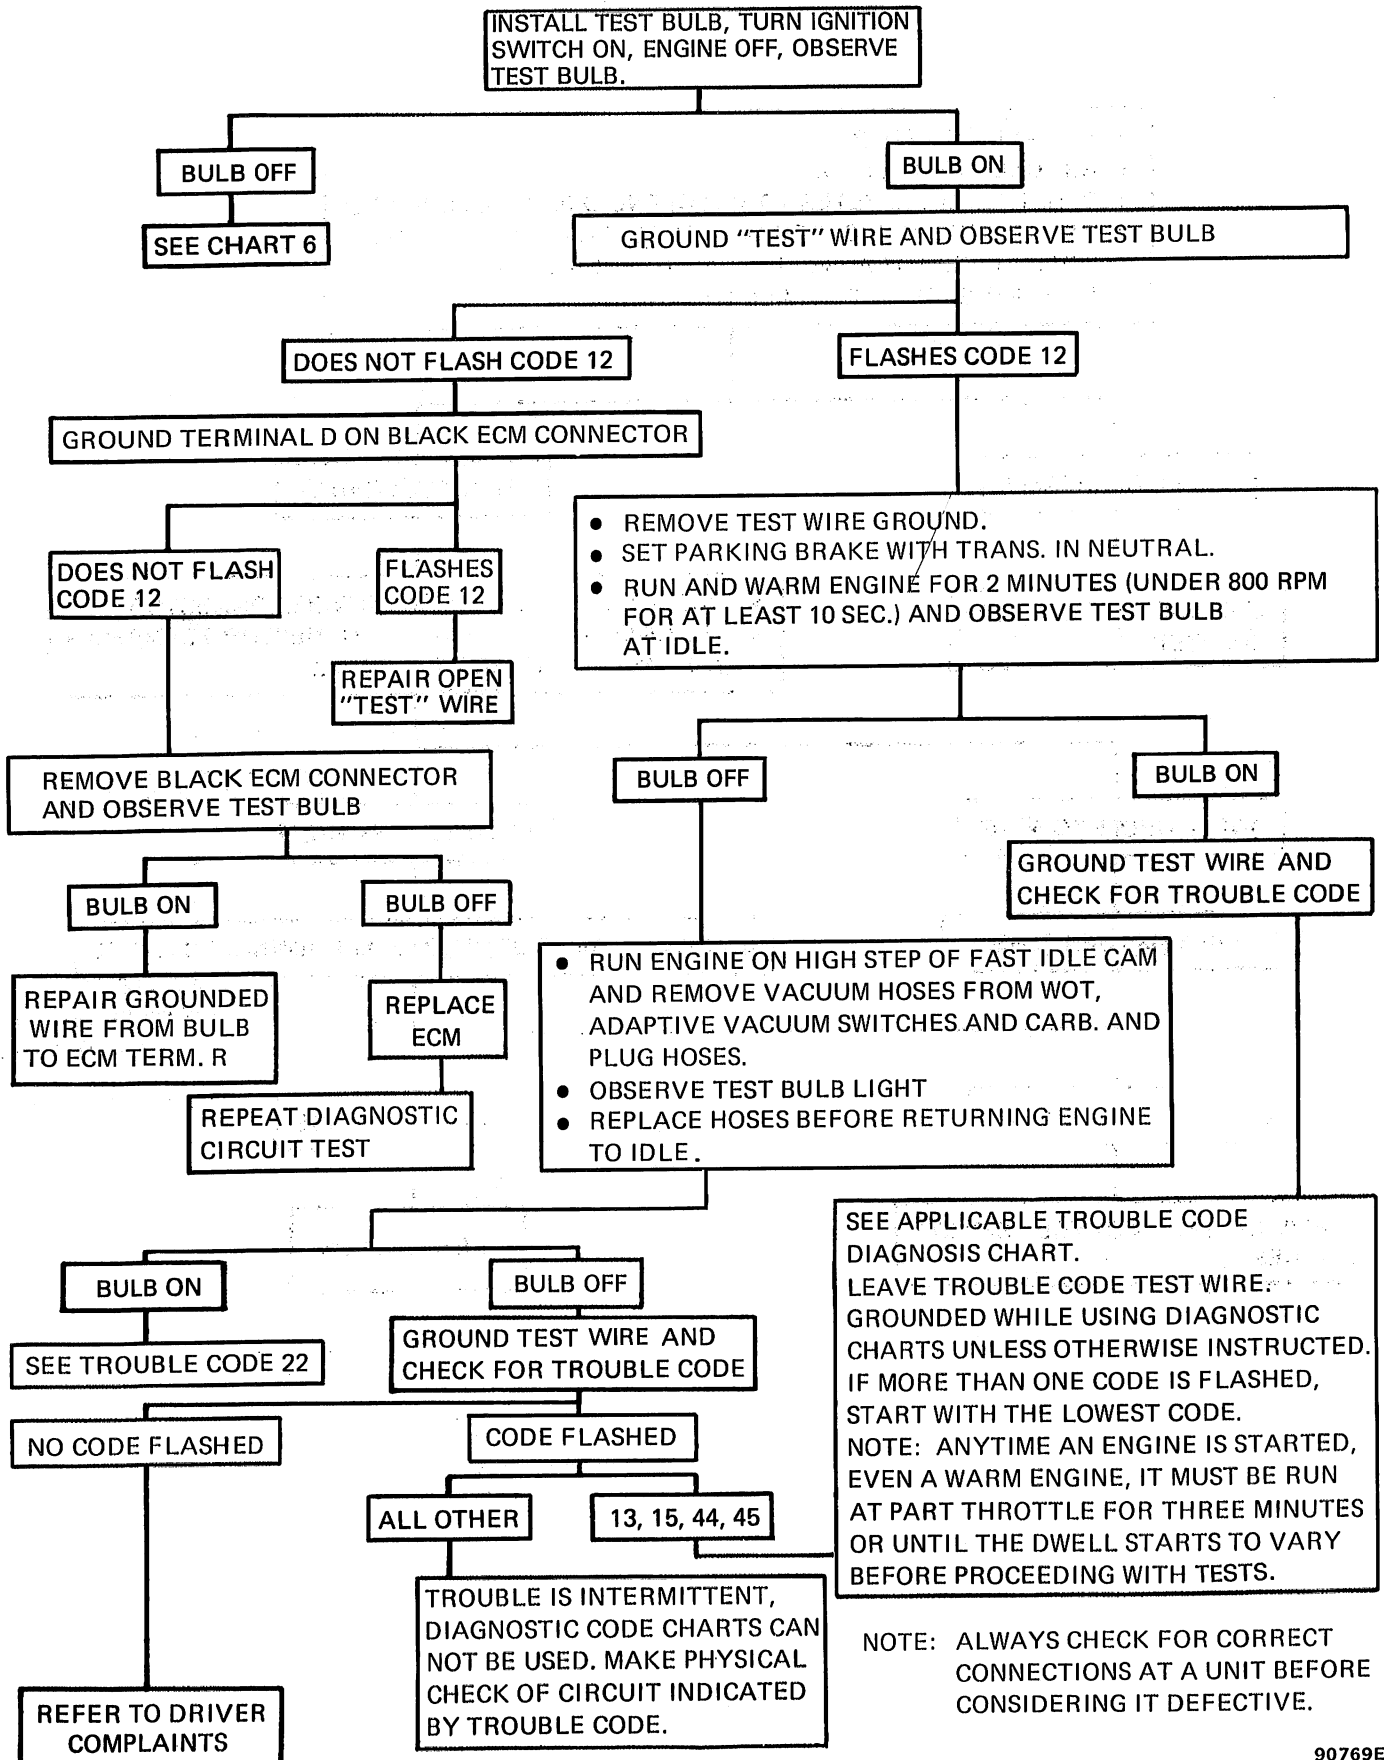 INSTALL TEST BULB, TURN IGNITION
SWITCH ON, ENGINE OFF, OBSERVE
TEST BULB.
BULB OFF
BULB ON
SEE CHART 6
GROUND "TEST" WIRE AND OBSERVE TEST BULB
DOES NOT FLASH CODE 12
FLASHES CODE 12
GROUND TERMINAL D ON BLACK ECM CONNECTOR
• REMOVE TEST WIRE GROUND.
• SET PARKING BRAKE WITH TRANS. IN NEUTRAL.
• RUN AND WARM ENGINE FOR 2 MINUTES (UNDER 800 RPM
FOR AT LEAST 10 SEC.) AND OBSERVE TEST BULB
AT IDLE.
DOES NOT FLASH
CODE 12
FLASHES
CODE 12
REPAIR OPEN
"TEST" WIRE
REMOVE BLACK ECM CONNECTOR
AND OBSERVE TEST BULB
BULB OFF
BULB ON
GROUND TEST WIRE AND
CHECK FOR TROUBLE CODE
BULB ON
BULB OFF
REPAIR GROUNDED
WIRE FROM BULB
TO ECM TERM. R
REPLACE
ECM
REPEAT DIAGNOSTIC
CIRCUIT TEST
• RUN ENGINE ON HIGH STEP OF FAST IDLE CAM
AND REMOVE VACUUM HOSES FROM WOT,
ADAPTIVE VACUUM SWITCHES AND CARB. AND
PLUG HOSES.
• OBSERVE TEST BULB LIGHT
• REPLACE HOSES BEFORE RETURNING ENGINE
TO IDLE.
BULB ON
BULB OFF
SEE TROUBLE CODE 22
GROUND TEST WIRE AND
CHECK FOR TROUBLE CODE
NO CODE FLASHED
CODE FLASHED
ALL OTHER
13, 15, 44, 45
SEE APPLICABLE TROUBLE CODE
DIAGNOSIS CHART.
LEAVE TROUBLE CODE TEST WIRE.
GROUNDED WHILE USING DIAGNOSTIC
CHARTS UNLESS OTHERWISE INSTRUCTED.
IF MORE THAN ONE CODE IS FLASHED,
START WITH THE LOWEST CODE.
NOTE: ANYTIME AN ENGINE IS STARTED,
EVEN A WARM ENGINE, IT MUST BE RUN
AT PART THROTTLE FOR THREE MINUTES
OR UNTIL THE DWELL STARTS TO VARY
BEFORE PROCEEDING WITH TESTS.
TROUBLE IS INTERMITTENT,
DIAGNOSTIC CODE CHARTS CAN
NOT BE USED. MAKE PHYSICAL
CHECK OF CIRCUIT INDICATED
BY TROUBLE CODE.
REFER TO DRIVER
COMPLAINTS
NOTE: ALWAYS CHECK FOR CORRECT
CONNECTIONS AT A UNIT BEFORE
CONSIDERING IT DEFECTIVE.
90769E